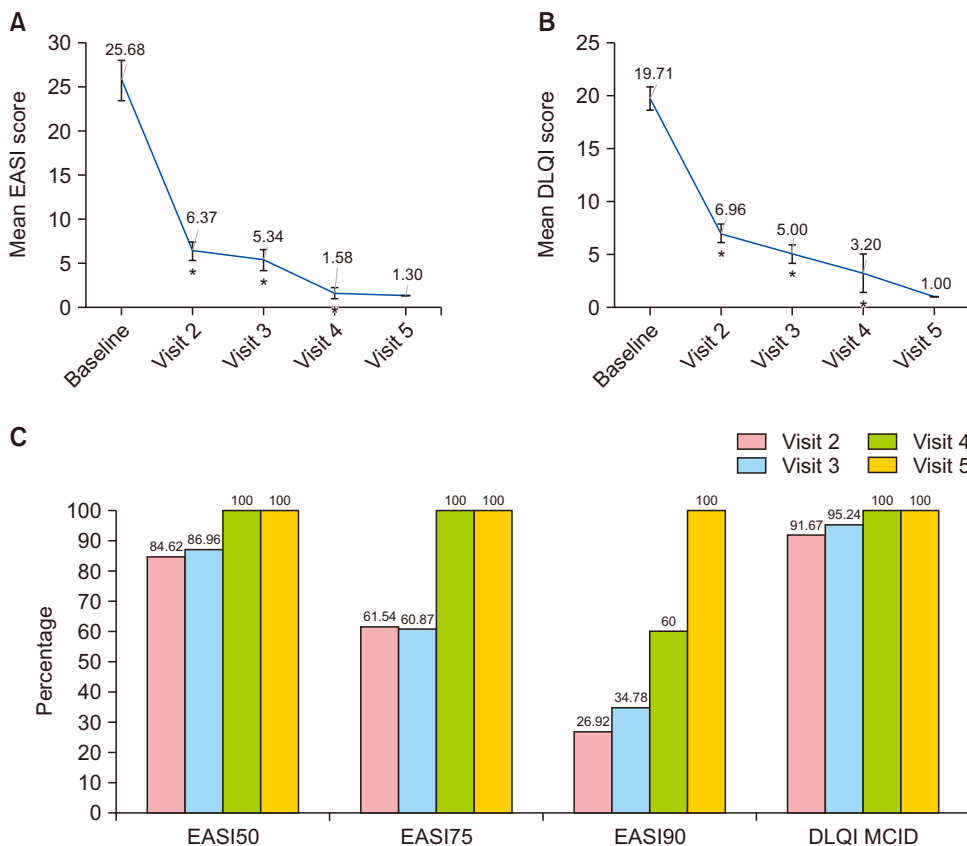 A
Mean EASI score
30
25
20
15
10
5
0
25.68
6.37
5.34
1.58
1.30
*
*
*
Baseline
Visit 2
Visit 3
Visit 4
Visit 5
B
Mean DLQI score
25
20
15
10
5
0
19.71
6.96
5.00
3.20
1.00
*
*
*
Baseline
Visit 2
Visit 3
Visit 4
Visit 5
C
Visit 2
Visit 4
Visit 3
Visit 5
Percentage
100
90
80
70
60
50
40
30
20
10
0
84.62
86.96
100
100
61.54
60.87
100
100
26.92
34.78
60
100
91.67
95.24
100
100
EASI50
EASI75
EASI90
DLQI MCID